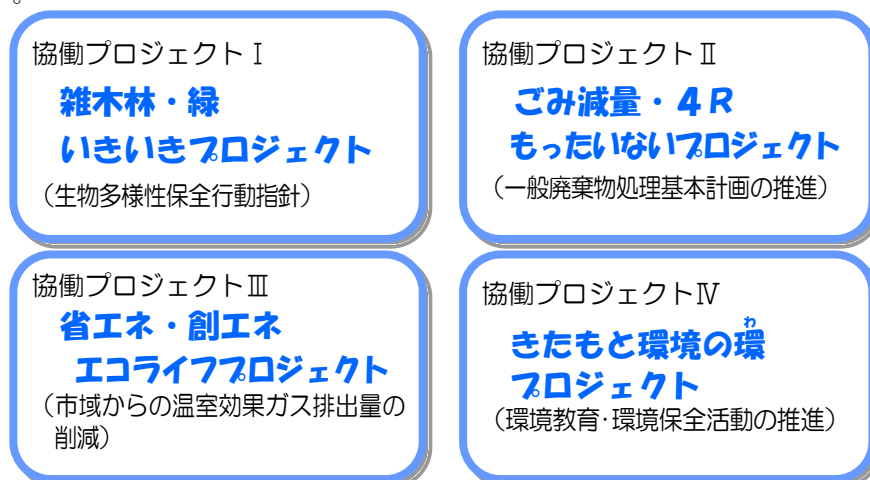 。
協働プロジェクトⅠ
雑木林・緑
いきいきプロジェクト
（生物多様性保全行動指針）
協働プロジェクトⅡ
ごみ減量・４Ｒ
もったいないプロジェクト
（一般廃棄物処理基本計画の推進）
協働プロジェクトⅢ
省エネ・創エネ
エコライフプロジェクト
（市域からの温室効果ガス排出量の
削減）
協働プロジェクトⅣ
わ
きたもと環境の環
プロジェクト
（環境教育・環境保全活動の推進）